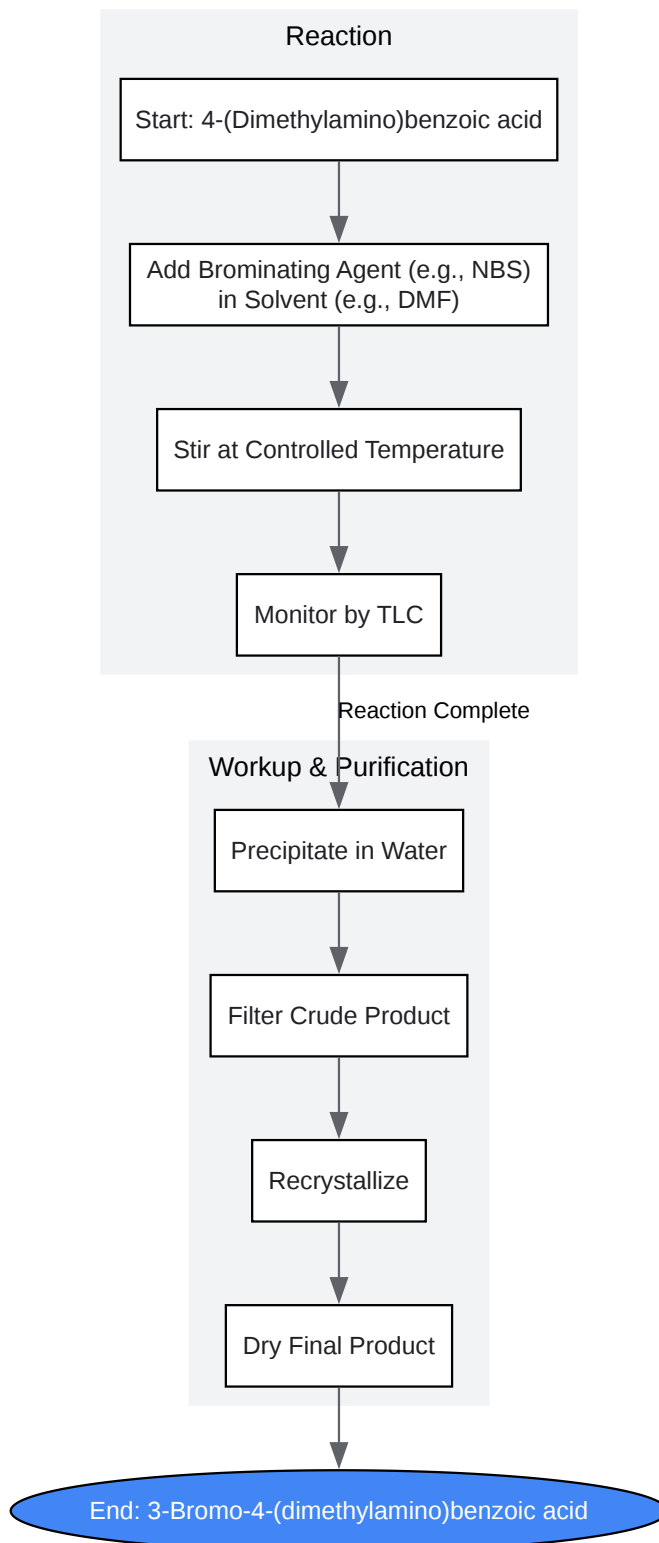 Reaction
Start: 4-(Dimethylamino)benzoic acid
Add Brominating Agent (e.g., NBS)
in Solvent (e.g., DMF)
Stir at Controlled Temperature
Monitor by TLC
Reaction Complete
Workup & Purification
Precipitate in Water
Filter Crude Product
Recrystallize
Dry Final Product
End: 3-Bromo-4-(dimethylamino)benzoic acid